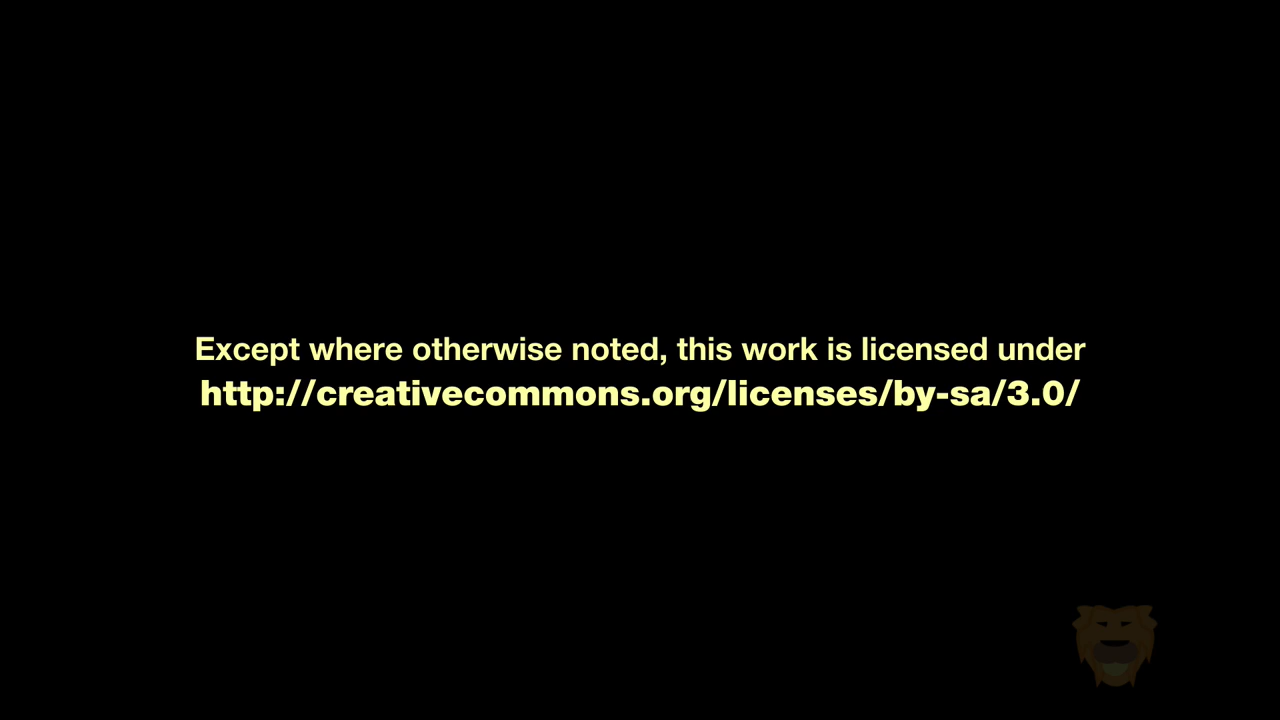 Except where otherwise noted, this work is licensed under
http://creativecommons.org/licenses/by-sa/3.0/